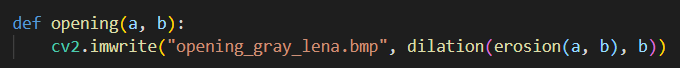 def opening(a, b):
    cv2.imwrite("opening_gray_lena.bmp", dilation(erosion(a, b), b))